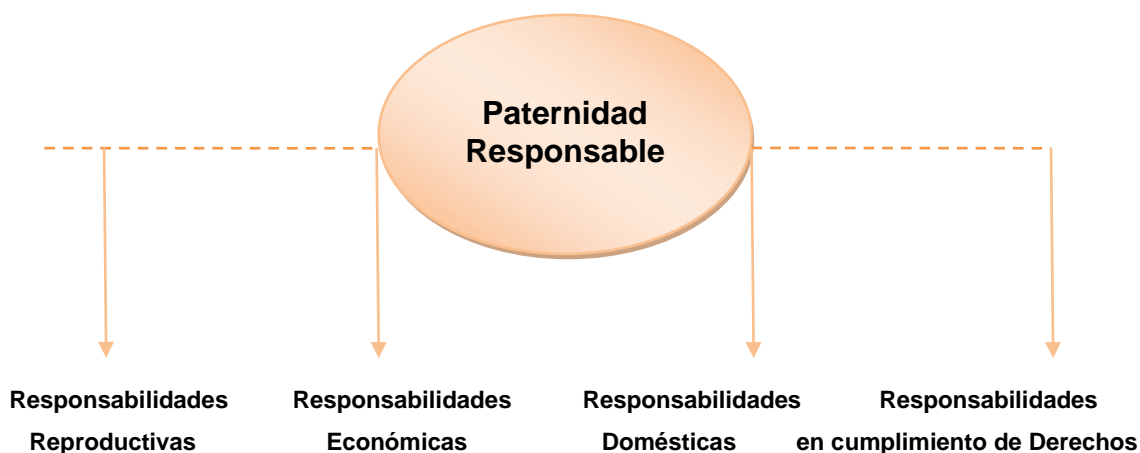 Paternidad
Responsable
Responsabilidades
Reproductivas
Responsabilidades
Económicas
Responsabilidades
Domésticas
Responsabilidades
en cumplimiento de Derechos